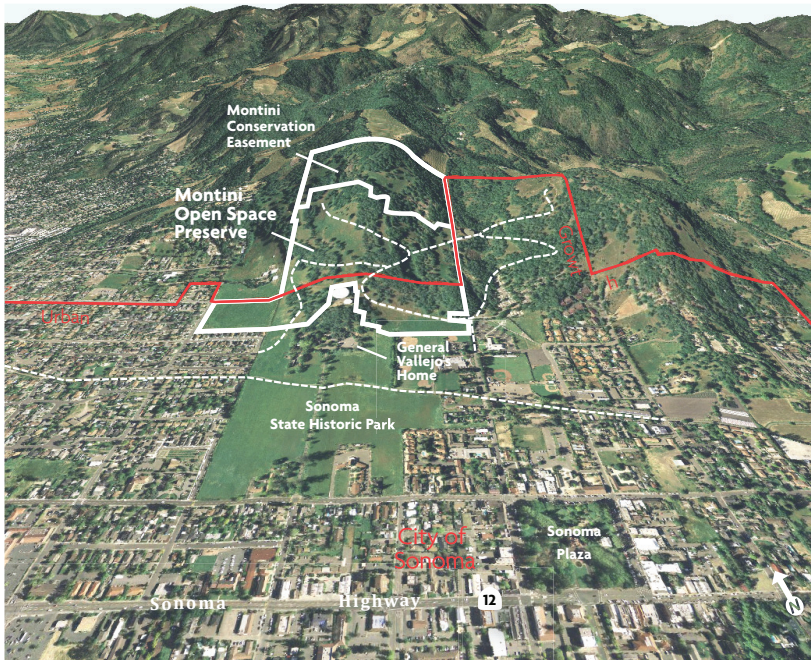 Montini
Conservation
Easement
Montini
Open Space
Preserve
Urban
Growth
General
Vallejo's
Home
Sonoma
State Historic Park
City of
Sonoma
Sonoma
Plaza
Sonoma Highway 12
N